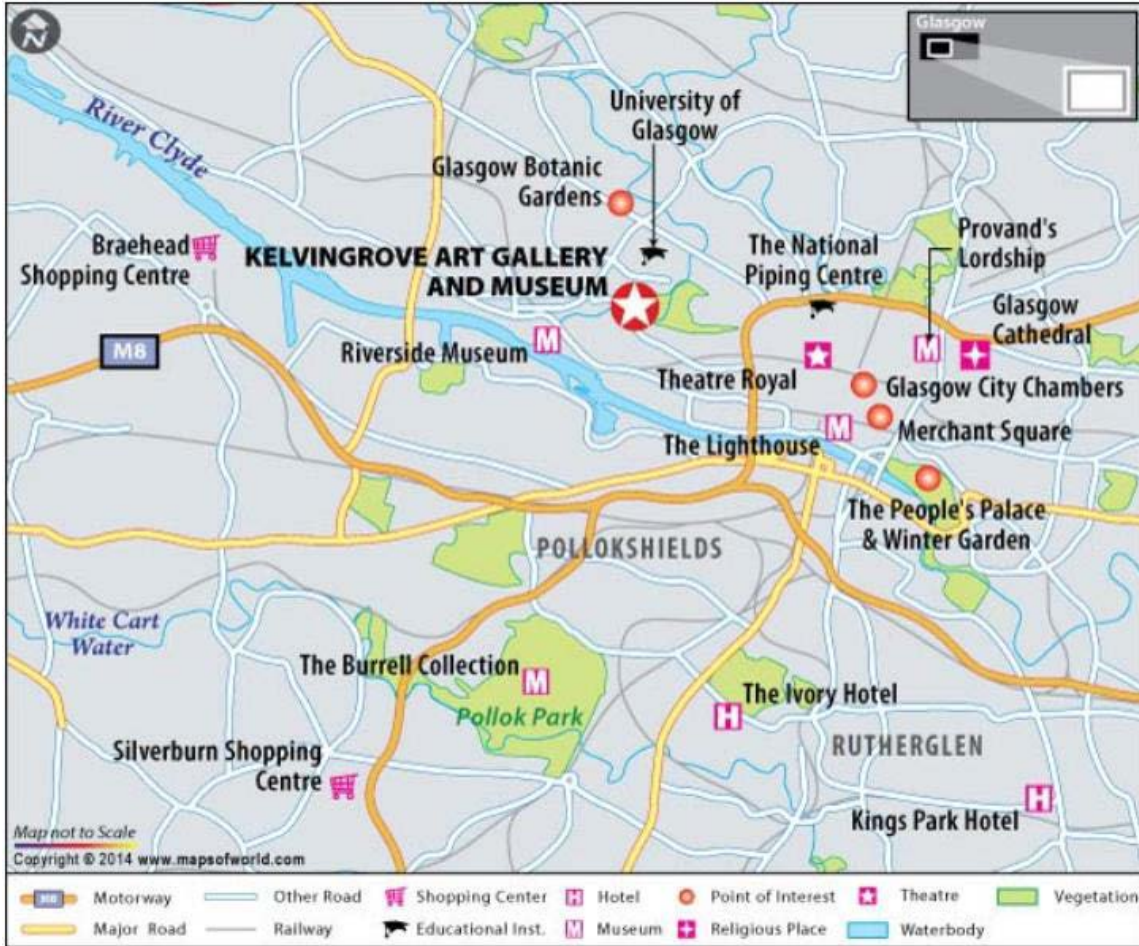 N
Glasgow
River Clyde
University of
Glasgow
Glasgow Botanic
Gardens
Braehead
Shopping Centre
KELVINGROVE ART GALLERY
AND MUSEUM
The National
Piping Centre
Provand's
Lordship
Glasgow
Cathedral
M8
M
Riverside Museum
M
Theatre Royal
Glasgow City Chambers
M
The Lighthouse
Merchant Square
The People's Palace
& Winter Garden
POLLOKSHIELDS
White Cart
Water
The Burrell Collection
M
Pollok Park
The Ivory Hotel
H
RUTHERGLEN
Silverburn Shopping
Centre
H
Kings Park Hotel
Map not to Scale
Copyright © 2014 www.mapsofworld.com
M8 Motorway Other Road Shopping Center H Hotel Point of Interest Theatre Vegetation
Major Road Railway Educational Inst. M Museum Religious Place Waterbody